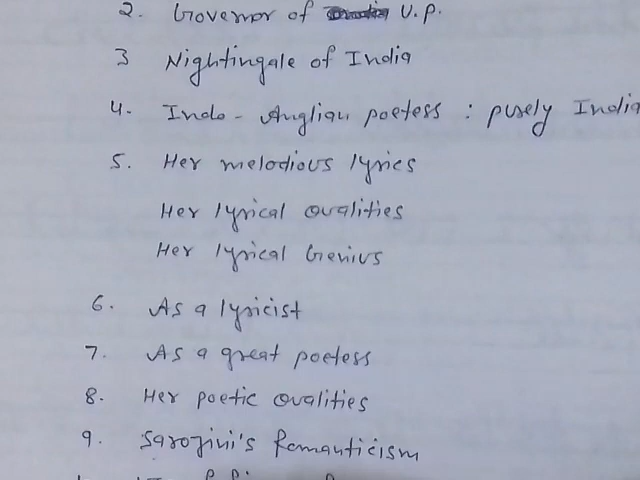 2. Governor of U.P.
3 Nightingale of India
4. Indo-Anglian poetess : purely India
5. Her melodious lyrics
Her lyrical Qualities
Her lyrical Genius
6. As a lyricist
7. As a great poetess
8. Her poetic Qualities
9. Sarojini's Romanticism